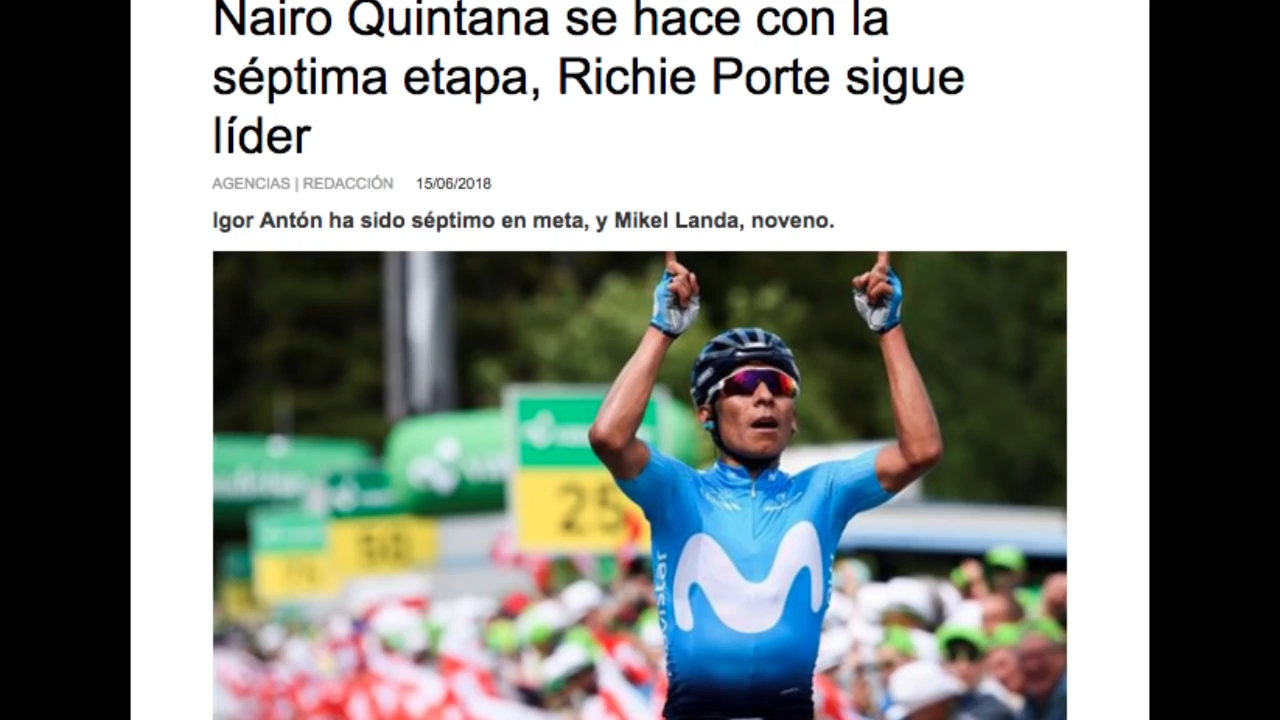 Nairo Quintana se hace con la
séptima etapa, Richie Porte sigue
líder
AGENCIAS | REDACCIÓN 15/06/2018
Igor Antón ha sido séptimo en meta, y Mikel Landa, noveno.
25
50